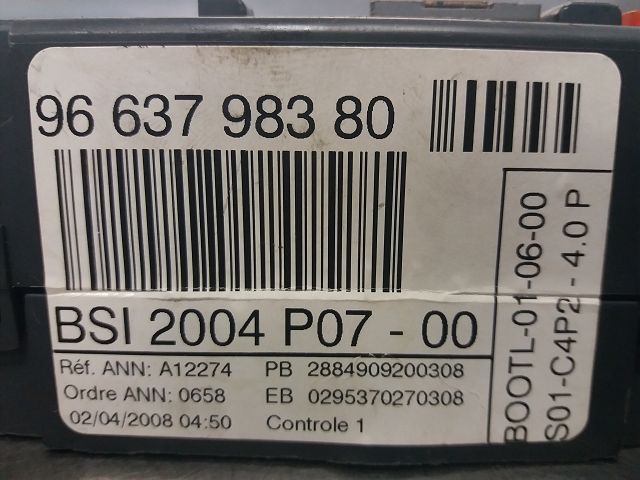 96 637 983 80
BSI 2004 P07 - 00
Réf. ANN: A12274 PB 2884909200308
Ordre ANN: 0658 EB 0295370270308
02/04/2008 04:50 Controle 1
BOOTL-01-06-00
S01-C4P2 - 4.0 P